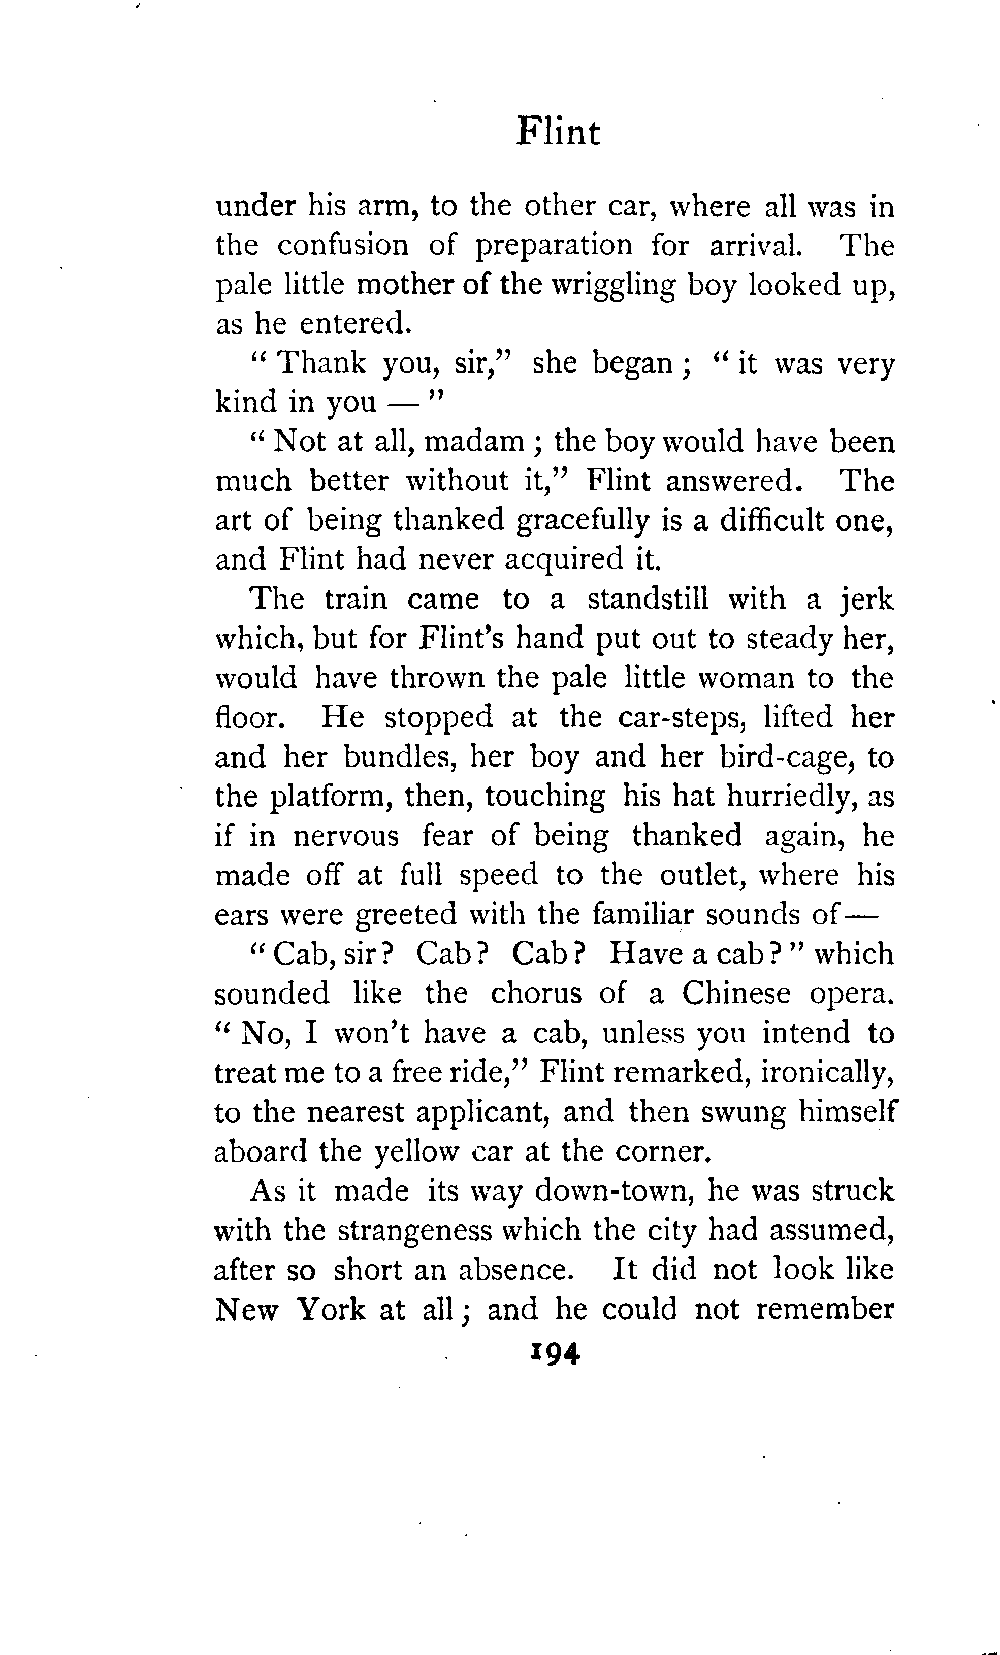 Flint
under his arm, to the other car, where all was in
the confusion of preparation for arrival. The
pale little mother of the wriggling boy looked up,
as he entered.
“ Thank you, sir,” she began ; “ it was very
kind in you — ”
“ Not at all, madam ; the boy would have been
much better without it,” Flint answered. The
art of being thanked gracefully is a difficult one,
and Flint had never acquired it.
The train came to a standstill with a jerk
which, but for Flint’s hand put out to steady her,
would have thrown the pale little woman to the
floor. He stopped at the car-steps, lifted her
and her bundles, her boy and her bird-cage, to
the platform, then, touching his hat hurriedly, as
if in nervous fear of being thanked again, he
made off at full speed to the outlet, where his
ears were greeted with the familiar sounds of—
“ Cab, sir? Cab? Cab? Have a cab? ” which
sounded like the chorus of a Chinese opera.
“ No, I won’t have a cab, unless you intend to
treat me to a free ride,” Flint remarked, ironically,
to the nearest applicant, and then swung himself
aboard the yellow car at the corner.
As it made its way down-town, he was struck
with the strangeness which the city had assumed,
after so short an absence. It did not look like
New York at all ; and he could not remember
194